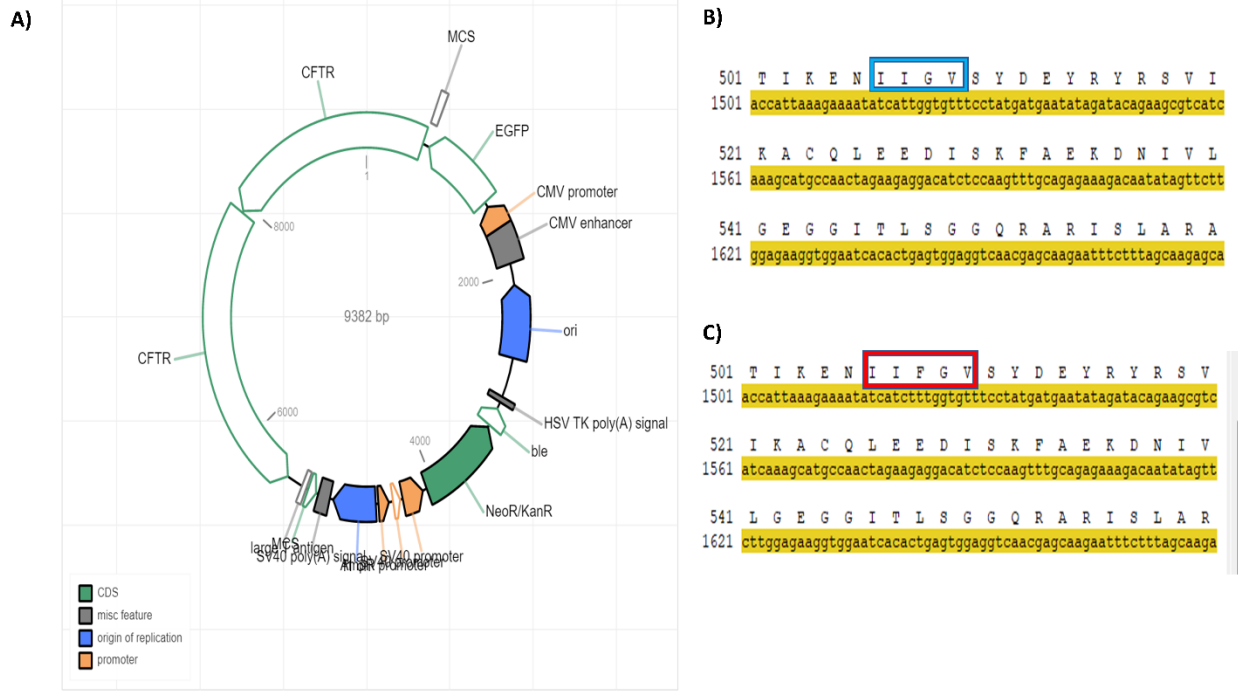 A)
MCS
CFTR
EGFP
1
CMV promoter
CMV enhancer
8000
2000
9382 bp
ori
CFTR
6000
4000
HSV TK poly(A) signal
ble
NeoR/KanR
MCS
large T antigen
SV40 poly(A) signal
SV40 promoter
promoter
CDS
misc feature
origin of replication
promoter
B)
501 T I K E N I I G V S Y D E Y R Y R S V I
1501 accattaaagaaaatatcattggtgtttcctatgatgaatatagatacagaagcgtcatc
521 K A C Q L E E D I S K F A E K D N I V L
1561 aaagcatgccaactagaagaggacatctccaagtttgcagagaaagacaatatagttctt
541 G E G G I T L S G G Q R A R I S L A R A
1621 ggagaaggtggaatcacactgagtggaggtcaacgagcaagaatttctttagcaagagca
C)
501 T I K E N I I F G V S Y D E Y R Y R S V
1501 accattaaagaaaatatcatctttggtgtttcctatgatgaatatagatacagaagcgtc
521 I K A C Q L E E D I S K F A E K D N I V
1561 atcaaagcatgccaactagaagaggacatctccaagtttgcagagaaagacaatatagtt
541 L G E G G I T L S G G Q R A R I S L A R
1621 cttggagaaggtggaatcacactgagtggaggtcaacgagcaagaatttctttagcaaga